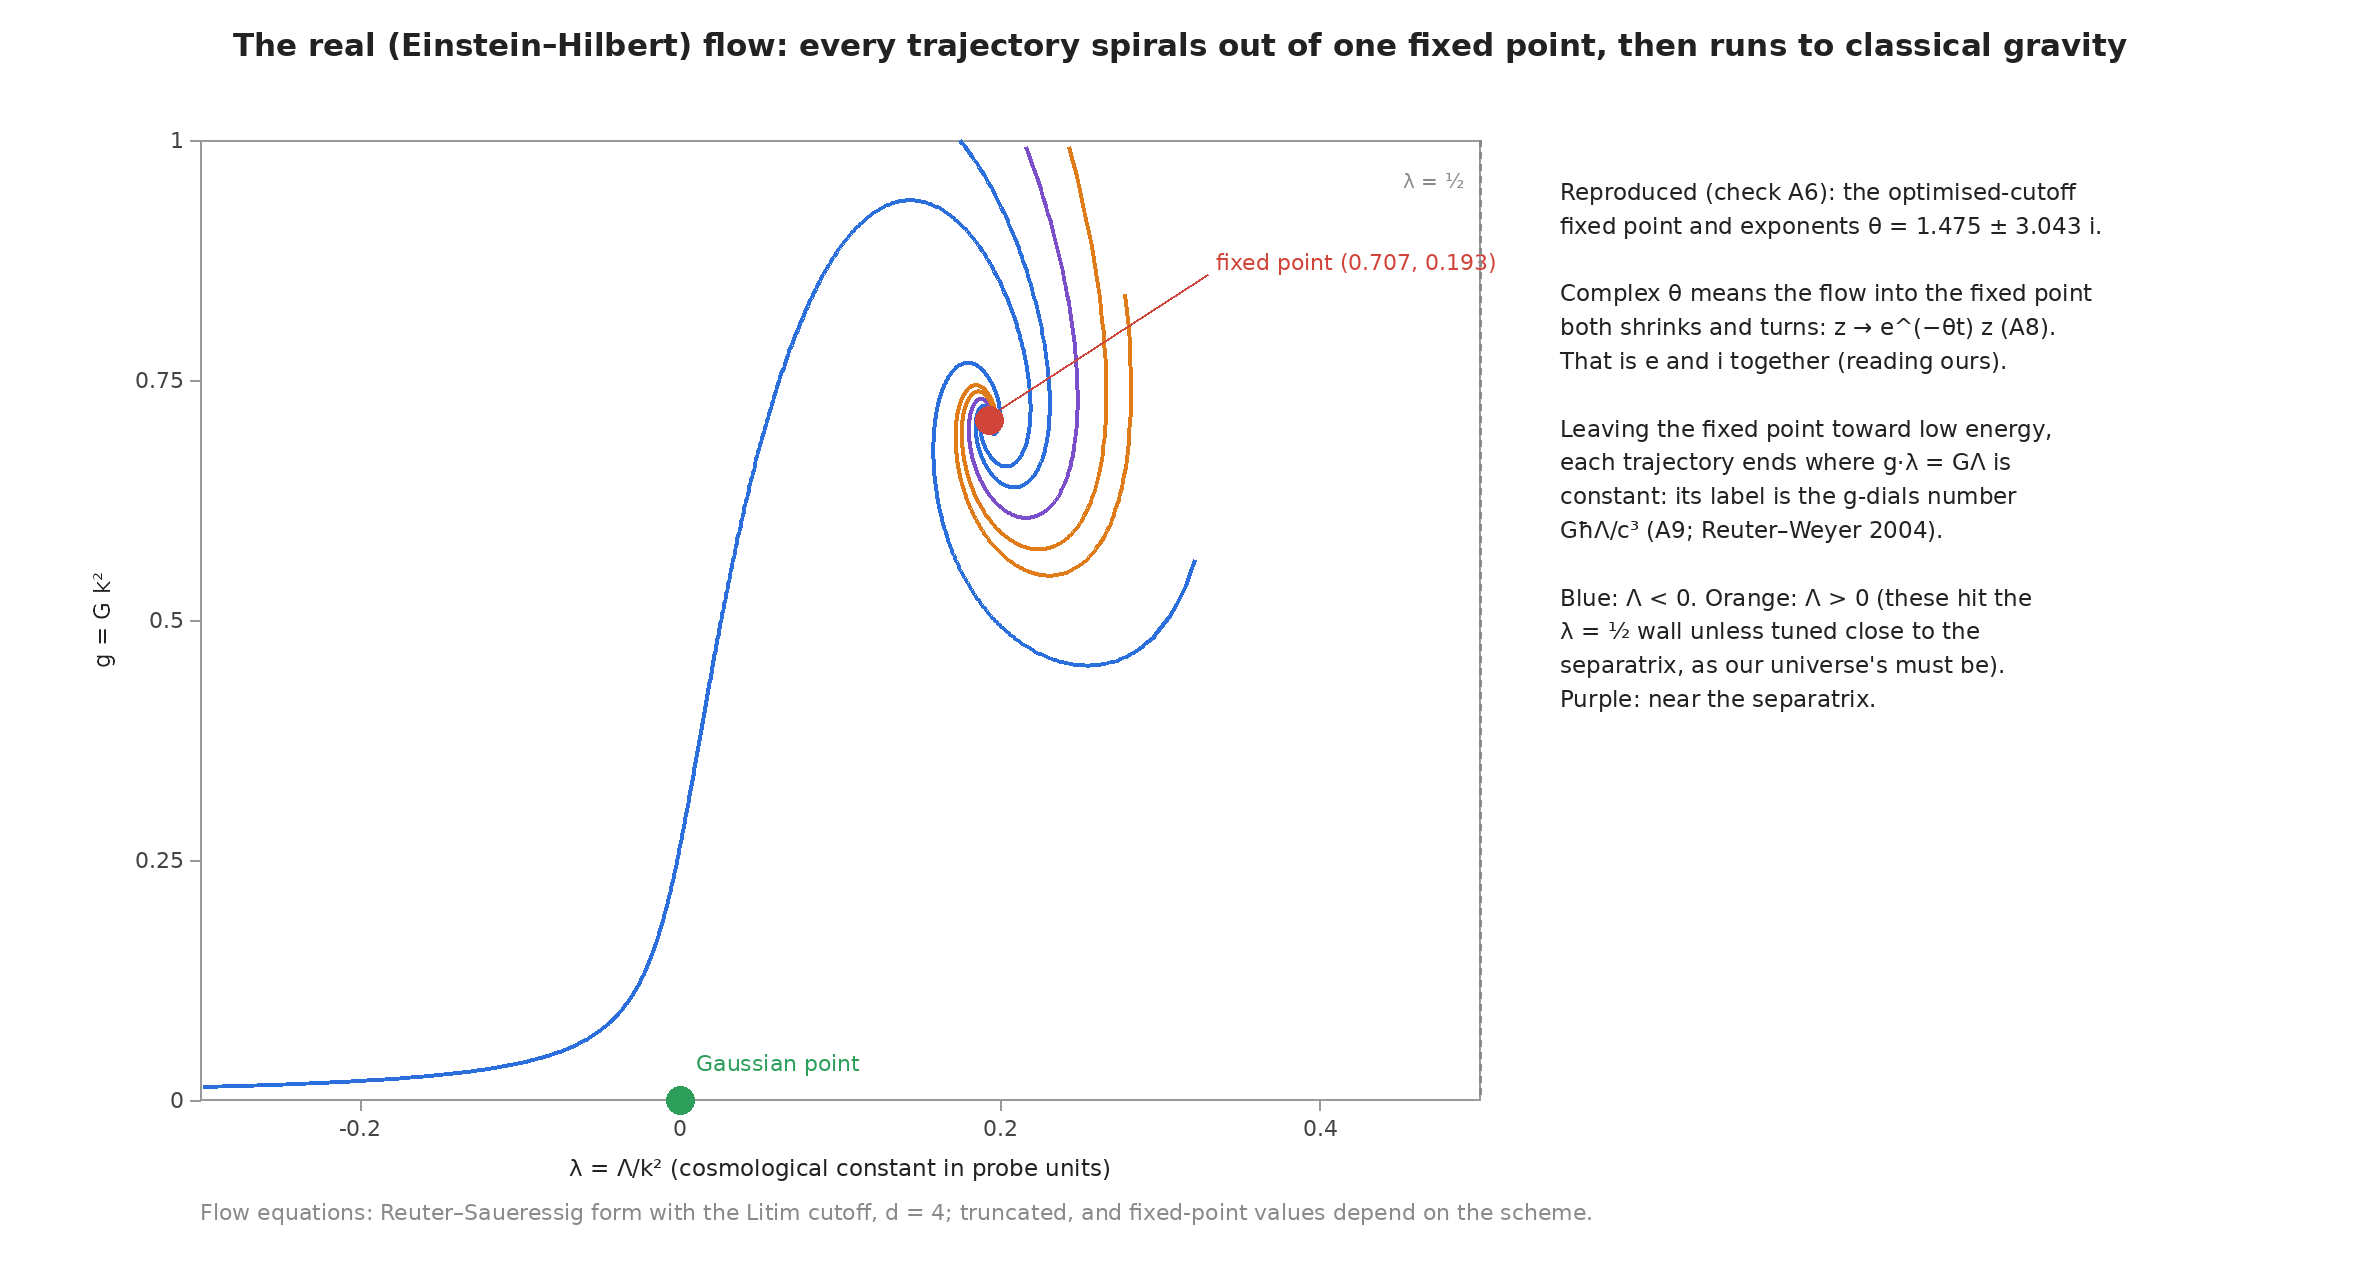 The real (Einstein–Hilbert) flow: every trajectory spirals out of one fixed point, then runs to classical gravity
1
λ = ½
fixed point (0.707, 0.193)
0.75
g = G k²
0.5
0.25
Gaussian point
0
-0.2
0
0.2
0.4
λ = Λ/k² (cosmological constant in probe units)
Reproduced (check A6): the optimised-cutoff
fixed point and exponents θ = 1.475 ± 3.043 i.
Complex θ means the flow into the fixed point
both shrinks and turns: z → e^(−θt) z (A8).
That is e and i together (reading ours).
Leaving the fixed point toward low energy,
each trajectory ends where g·λ = GΛ is
constant: its label is the g-dials number
GħΛ/c³ (A9; Reuter–Weyer 2004).
Blue: Λ < 0. Orange: Λ > 0 (these hit the
λ = ½ wall unless tuned close to the
separatrix, as our universe's must be).
Purple: near the separatrix.
Flow equations: Reuter–Saueressig form with the Litim cutoff, d = 4; truncated, and fixed-point values depend on the scheme.